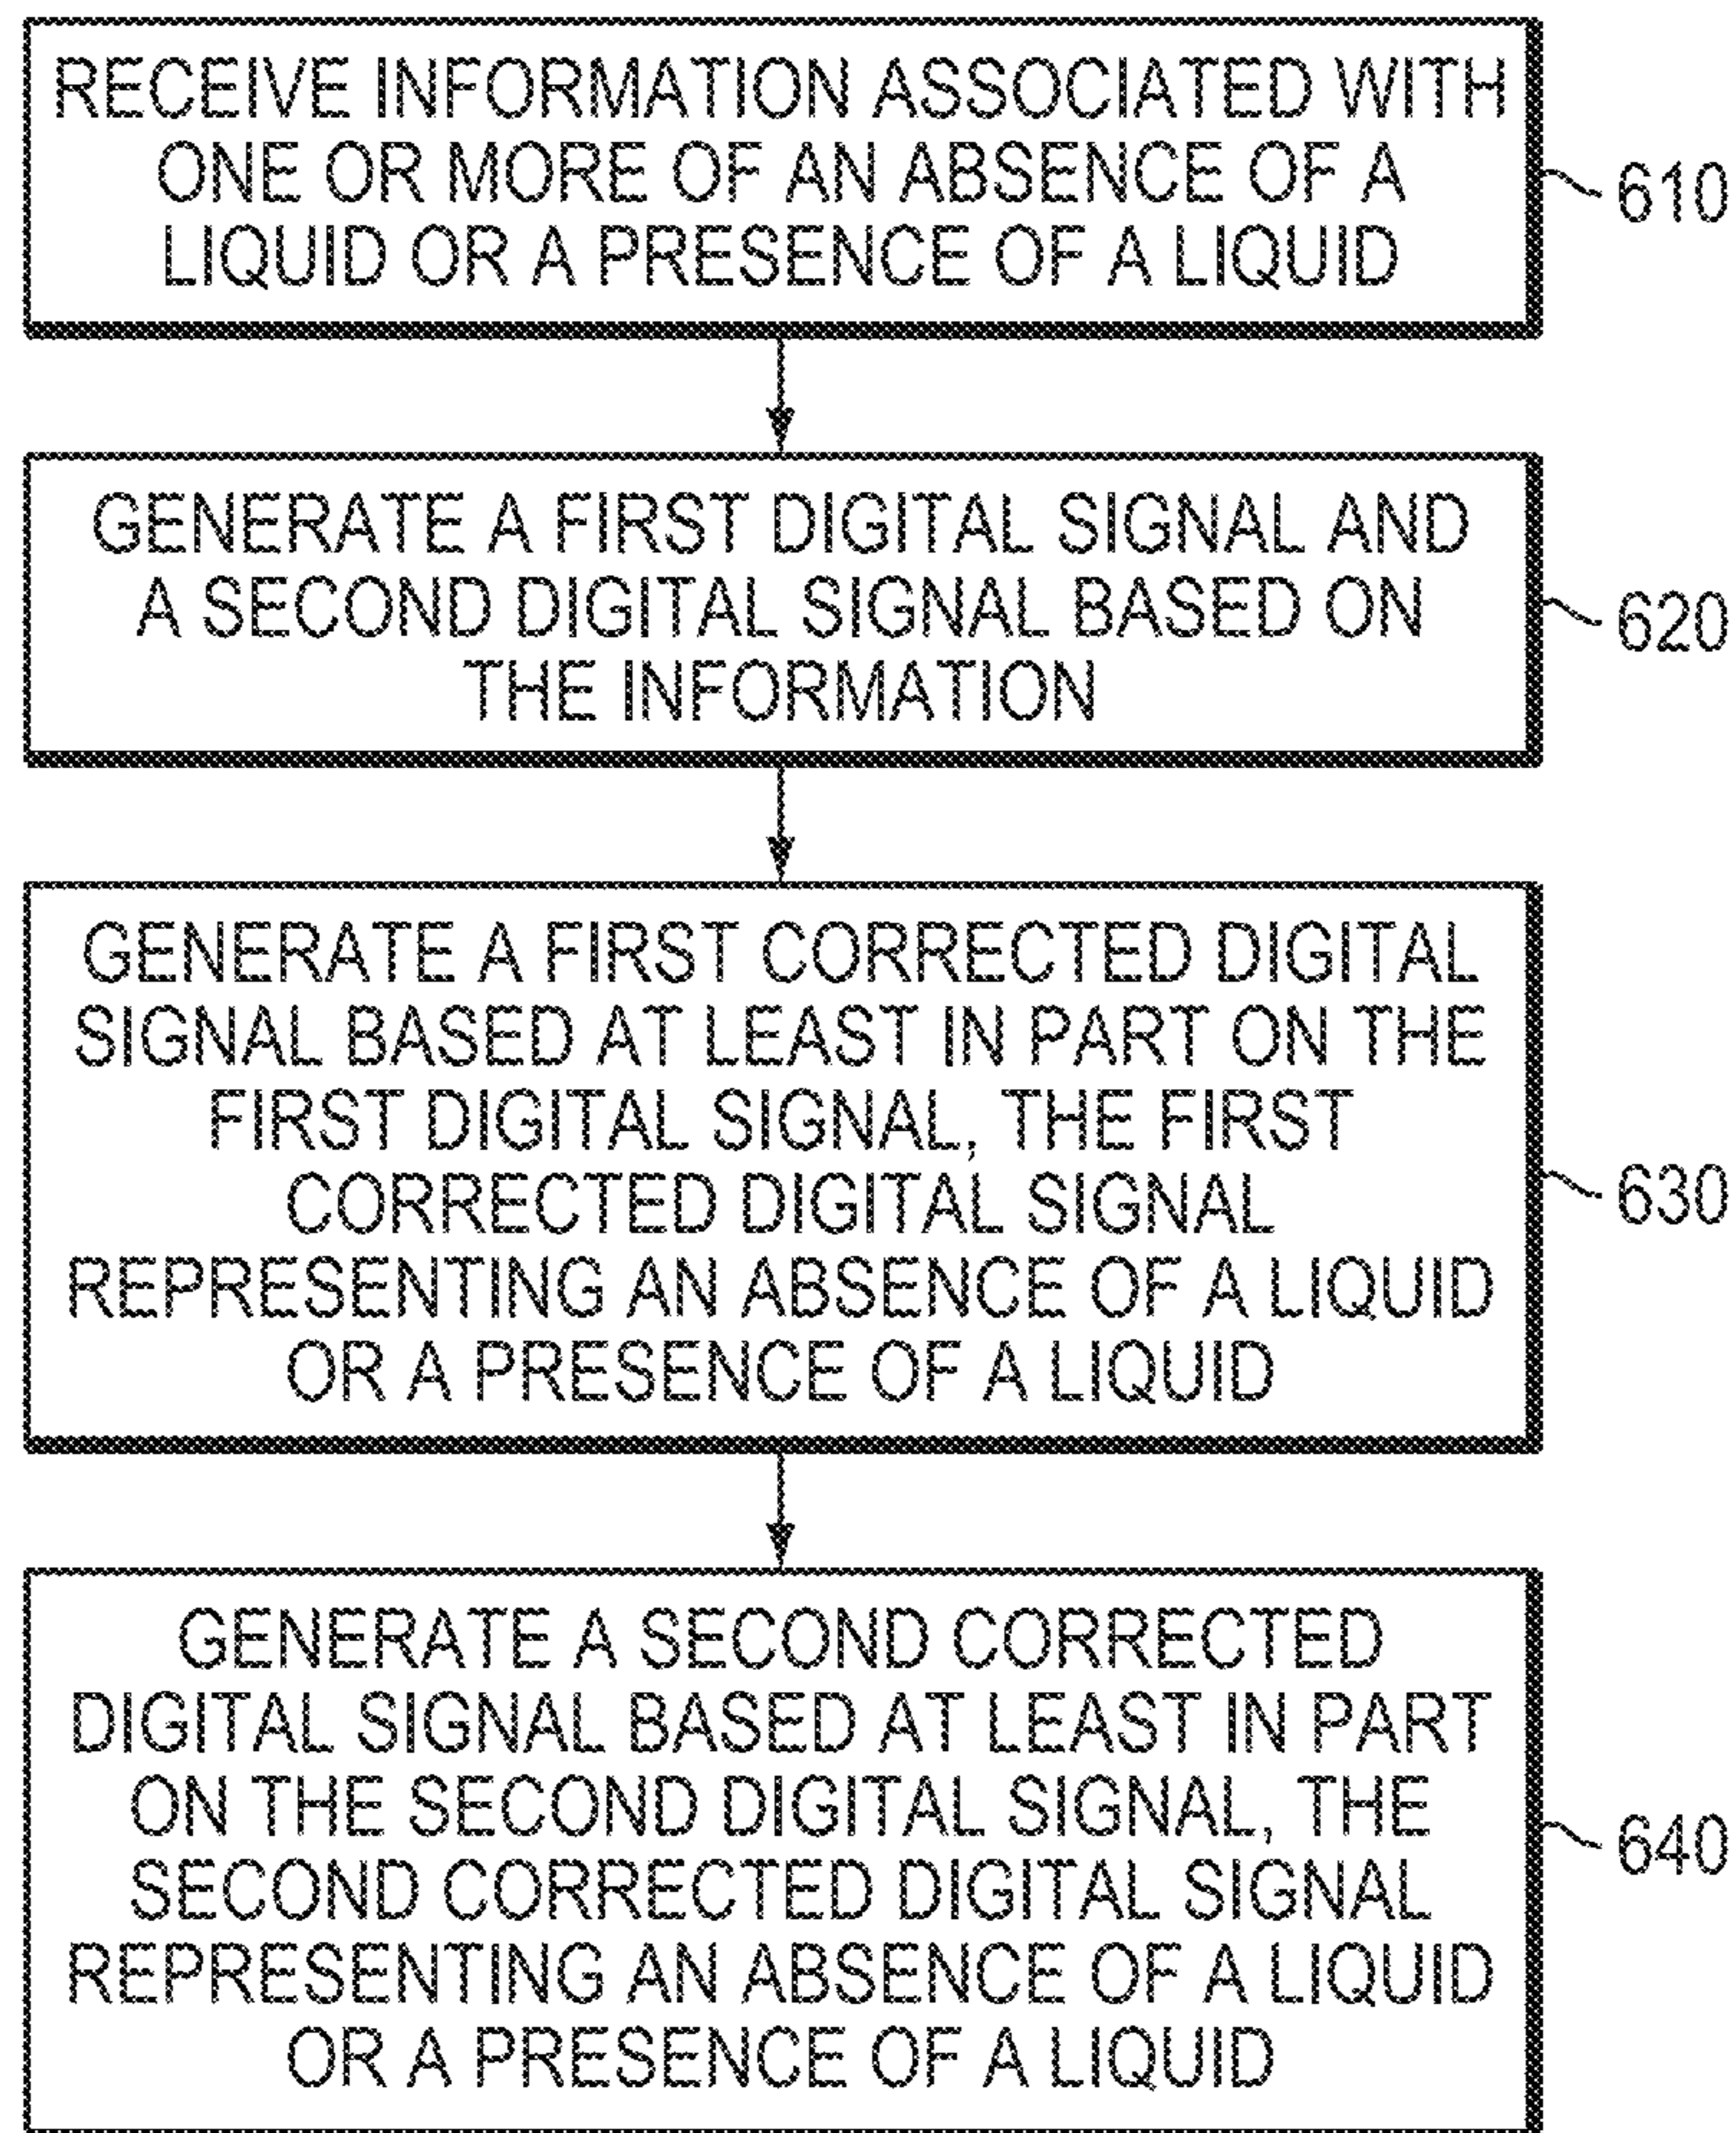 RECEIVE INFORMATION ASSOCIATED WITH
ONE OR MORE OF AN ABSENCE OF A
LIQUID OR A PRESENCE OF A LIQUID
610
GENERATE A FIRST DIGITAL SIGNAL AND
A SECOND DIGITAL SIGNAL BASED ON
THE INFORMATION
620
GENERATE A FIRST CORRECTED DIGITAL
SIGNAL BASED AT LEAST IN PART ON THE
FIRST DIGITAL SIGNAL, THE FIRST
CORRECTED DIGITAL SIGNAL
REPRESENTING AN ABSENCE OF A LIQUID
OR A PRESENCE OF A LIQUID
630
GENERATE A SECOND CORRECTED
DIGITAL SIGNAL BASED AT LEAST IN PART
ON THE SECOND DIGITAL SIGNAL, THE
SECOND CORRECTED DIGITAL SIGNAL
REPRESENTING AN ABSENCE OF A LIQUID
OR A PRESENCE OF A LIQUID
640